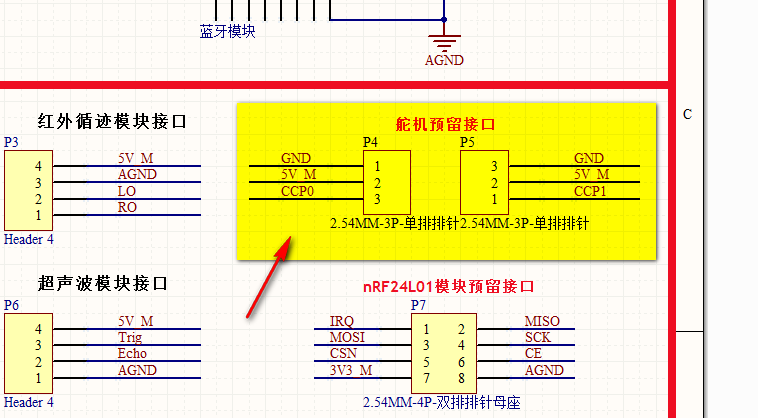 蓝牙模块
AGND
C
红外循迹模块接口
舵机预留接口
P3
4 5V_M
3 AGND
2 LO
1 RO
Header 4
P4
GND 1
5V_M 2
CCP0 3
2.54MM-3P-单排排针
P5
3 GND
2 5V_M
1 CCP1
2.54MM-3P-单排排针
超声波模块接口
nRF24L01模块预留接口
P6
4 5V_M
3 Trig
2 Echo
1 AGND
Header 4
P7
IRQ 1 2 MISO
MOSI 3 4 SCK
CSN 5 6 CE
3V3_M 7 8 AGND
2.54MM-4P-双排排针母座